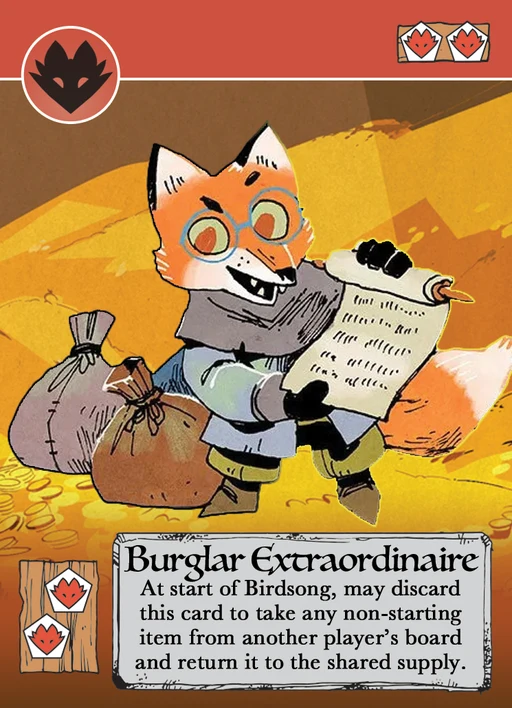 Burglar Extraordinaire
At start of Birdsong, may discard
this card to take any non-starting
item from another player's board
and return it to the shared supply.